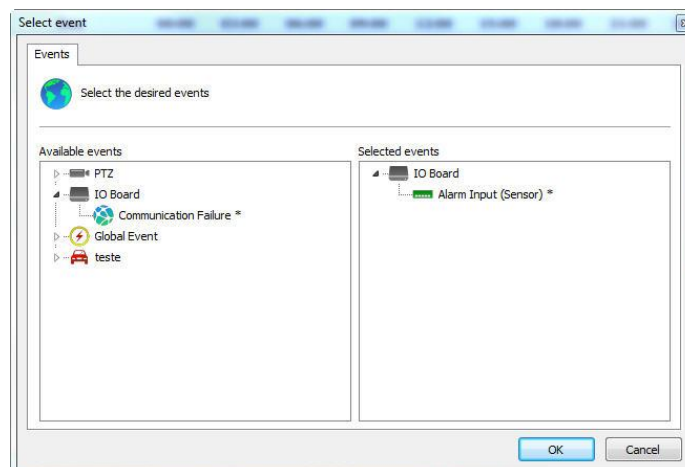 Select event
Events
Select the desired events
Available events
PTZ
IO Board
Communication Failure *
Global Event
teste
Selected events
IO Board
Alarm Input (Sensor) *
OK
Cancel